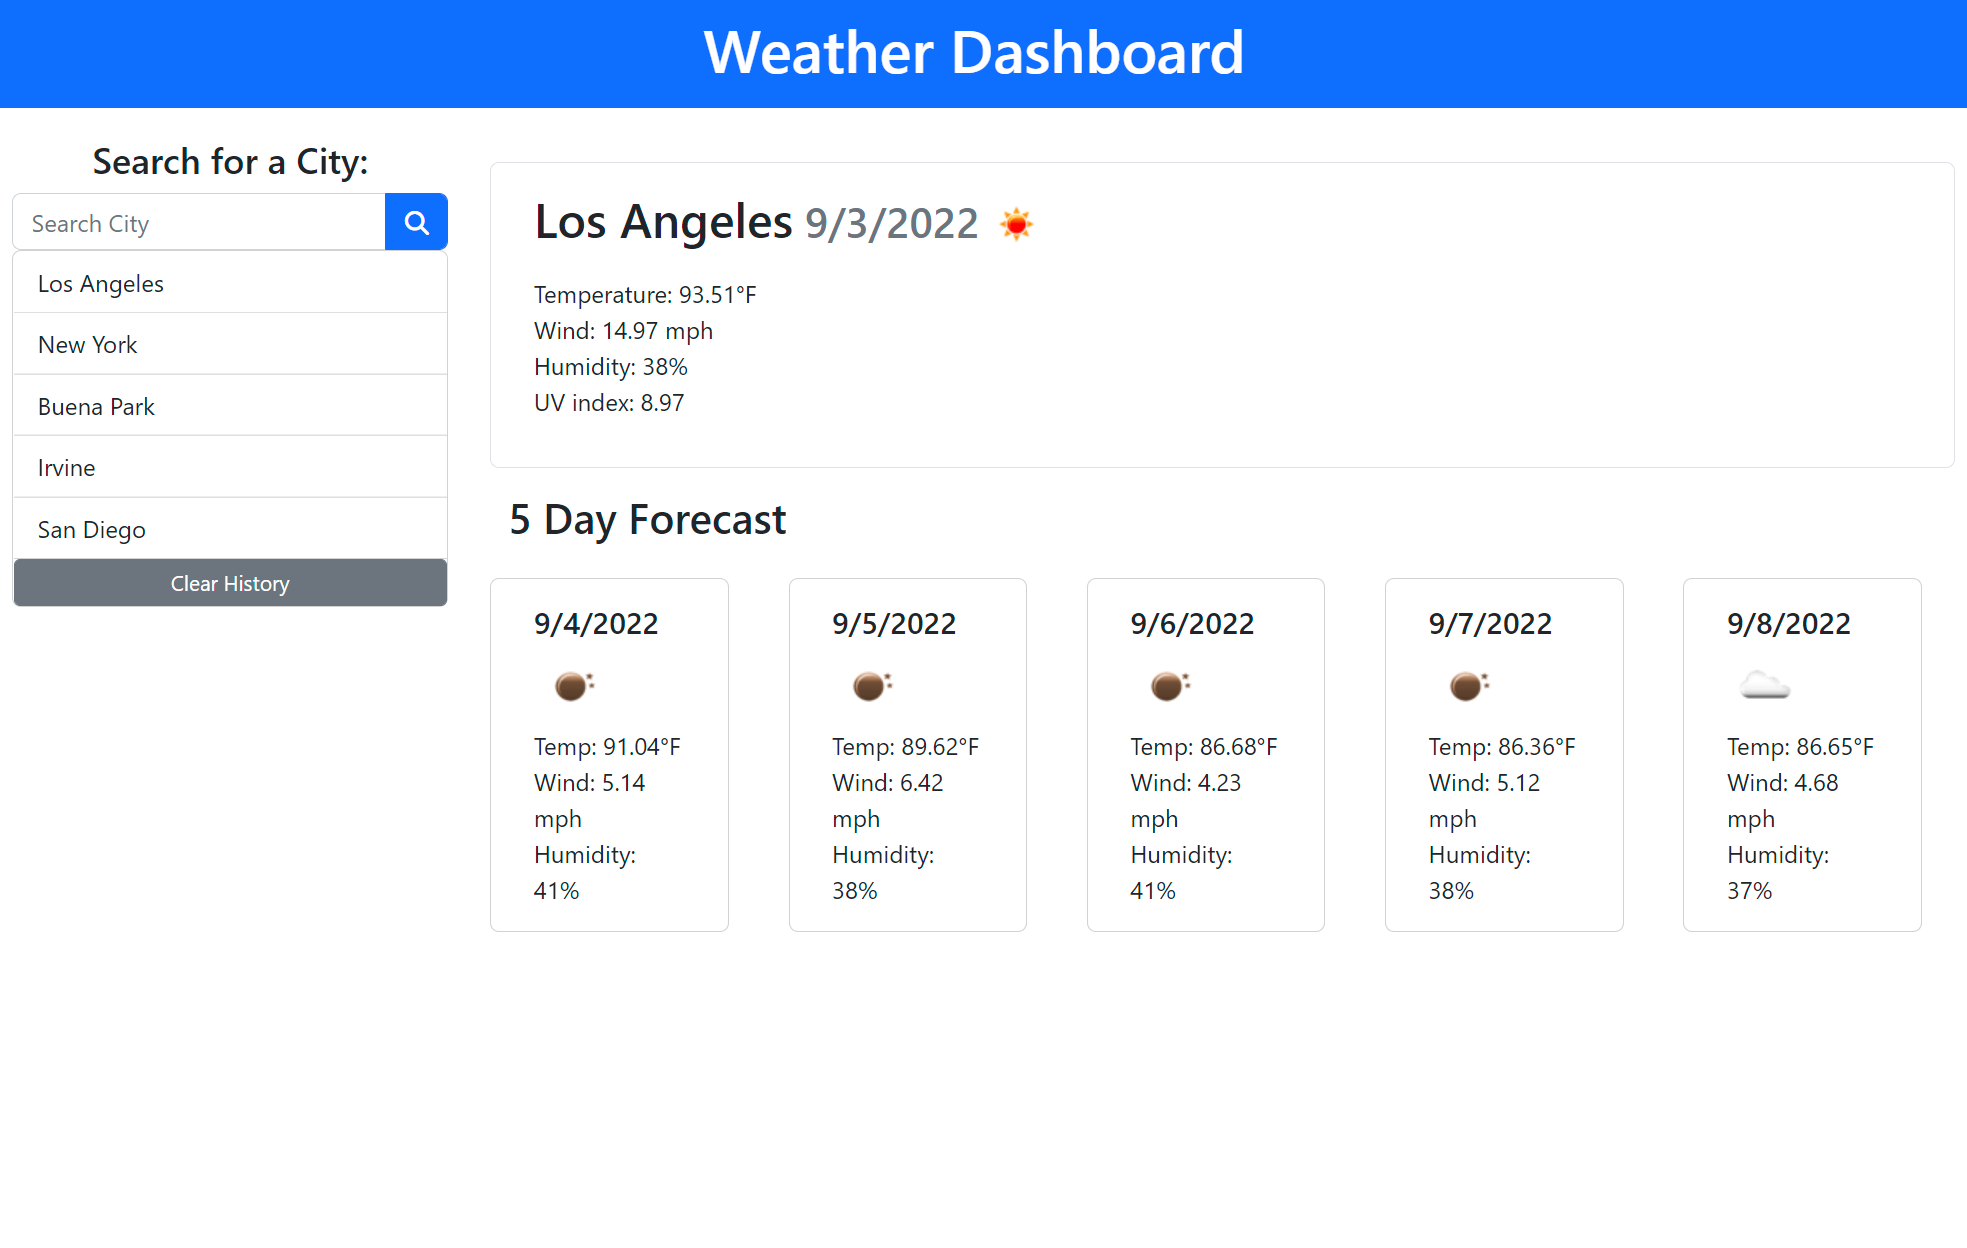 Weather Dashboard
Search for a City:
Search City
Los Angeles
New York
Buena Park
Irvine
San Diego
Clear History
Los Angeles 9/3/2022
Temperature: 93.51°F
Wind: 14.97 mph
Humidity: 38%
UV index: 8.97
5 Day Forecast
9/4/2022
Temp: 91.04°F
Wind: 5.14
mph
Humidity:
41%
9/5/2022
Temp: 89.62°F
Wind: 6.42
mph
Humidity:
38%
9/6/2022
Temp: 86.68°F
Wind: 4.23
mph
Humidity:
41%
9/7/2022
Temp: 86.36°F
Wind: 5.12
mph
Humidity:
38%
9/8/2022
Temp: 86.65°F
Wind: 4.68
mph
Humidity:
37%